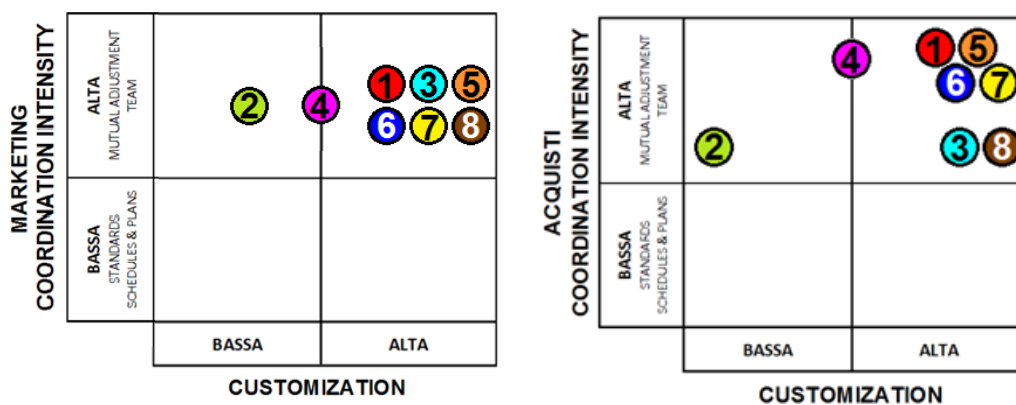 MARKETING
COORDINATION INTENSITY
ALTA
MUTUAL ADJUSTMENT
TEAM
BASSA
STANDARDS
SCHEDULES & PLANS
2
4
1 3 5
6 7 8
BASSA ALTA
CUSTOMIZATION
ACQUISTI
COORDINATION INTENSITY
ALTA
MUTUAL ADJUSTMENT
TEAM
BASSA
STANDARDS
SCHEDULES & PLANS
4
1 5
6 7
2
3 8
BASSA ALTA
CUSTOMIZATION